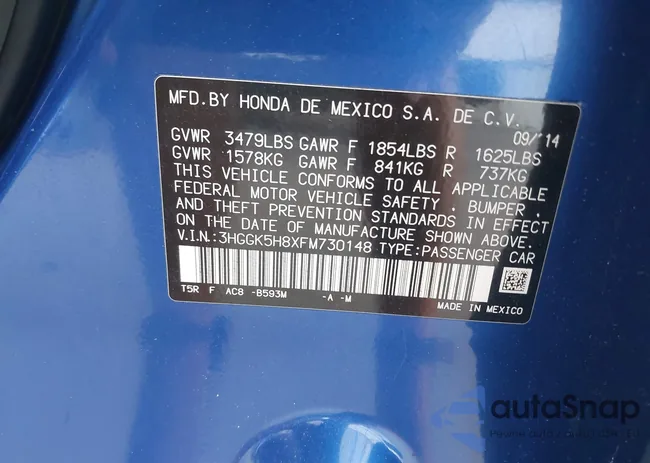 MFD.BY HONDA DE MEXICO S.A. DE C.V.
09/'14
GVWR 3479LBS GAWR F 1854LBS R 1625LBS
GVWR 1578KG GAWR F 841KG R 737KG
THIS VEHICLE CONFORMS TO ALL APPLICABLE
FEDERAL MOTOR VEHICLE SAFETY , BUMPER ,
AND THEFT PREVENTION STANDARDS IN EFFECT
ON THE DATE OF MANUFACTURE SHOWN ABOVE.
V.I.N.:3HGGK5H8XFM730148 TYPE:PASSENGER CAR
T5R F AC8 -B593M -A -M
MADE IN MEXICO
autaSnap